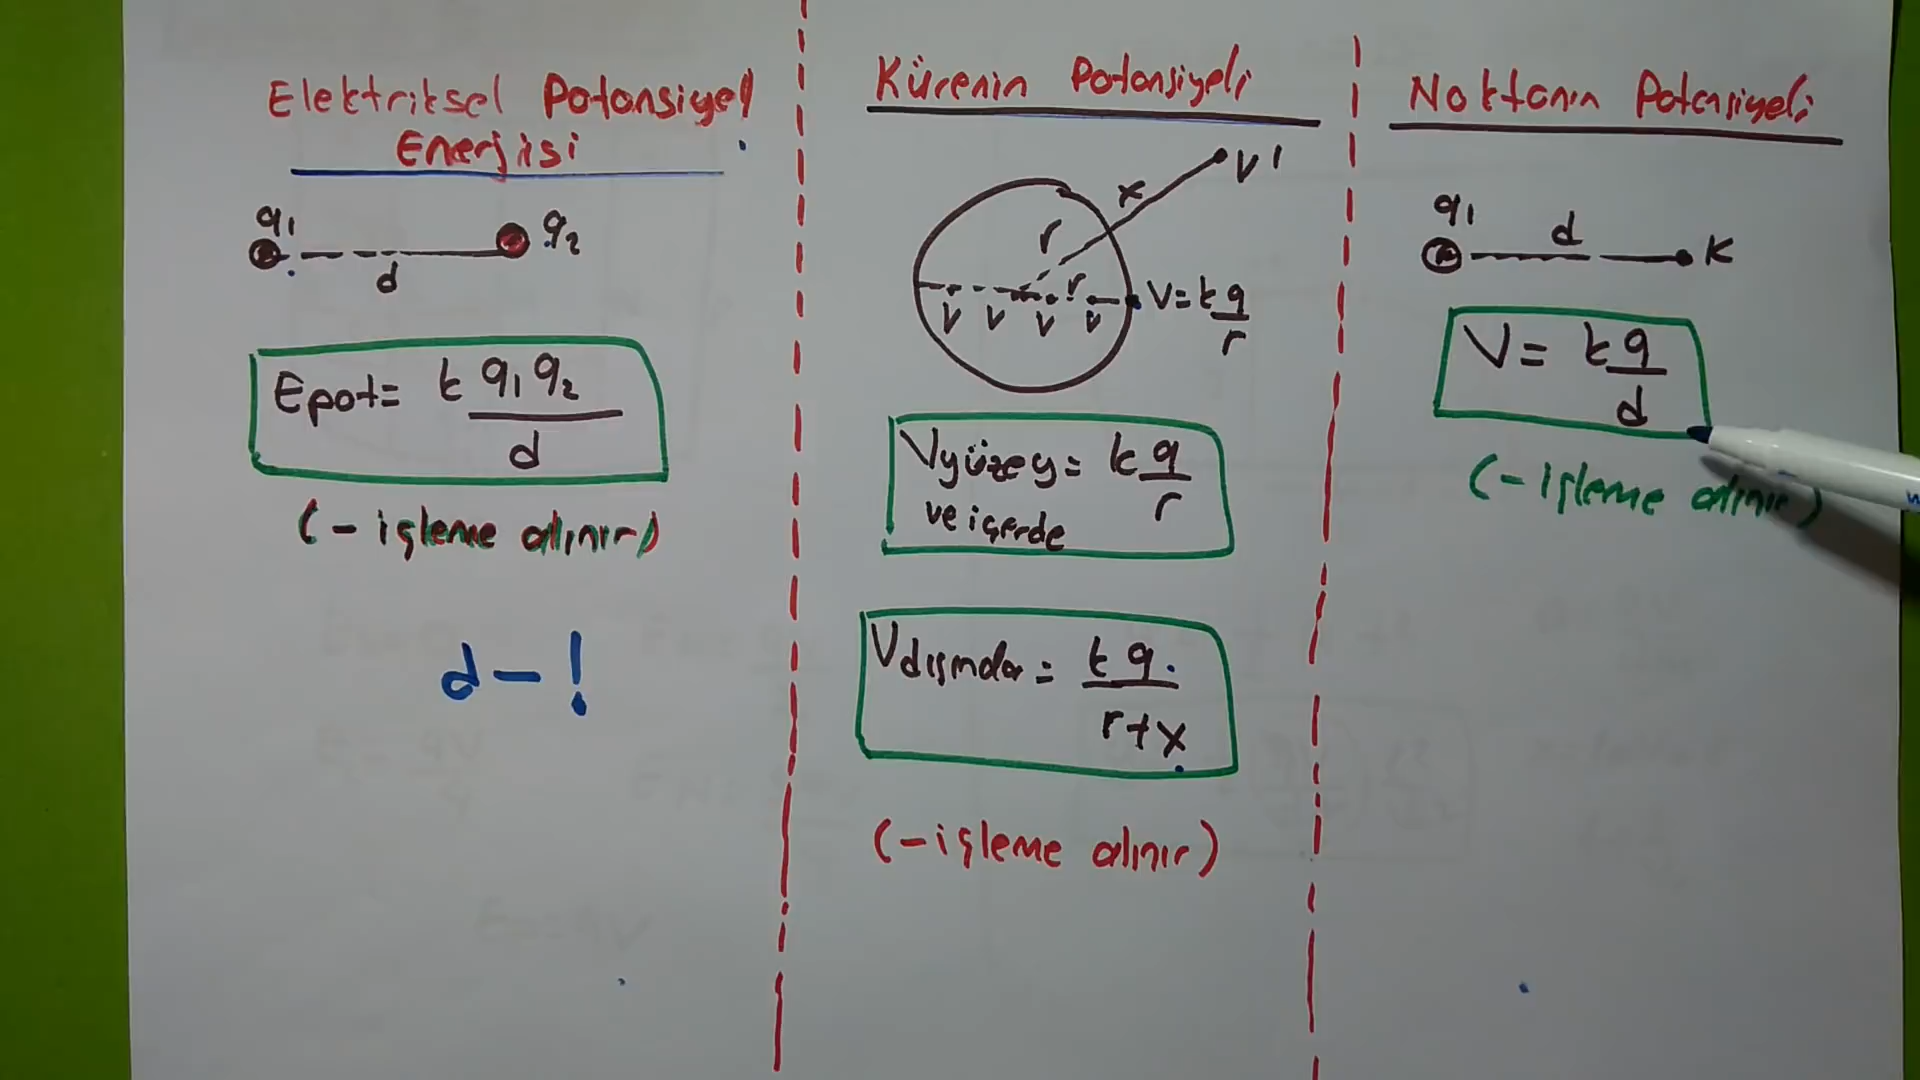 Elektriksel Potansiyel
Enerjisi
q₁
q₂
d
Epot = k q₁ q₂
d
(- işleme alınır)
d - !
Kürenin Potansiyeli
V'
x
r
r
V V V V
V = k q
r
Vyüzey = k q
ve içerde r
Vdışında = k q .
r + x
(- işleme alınır)
Noktanın Potansiyeli
q₁
d
K
V = k q
d
(- işleme alınır)